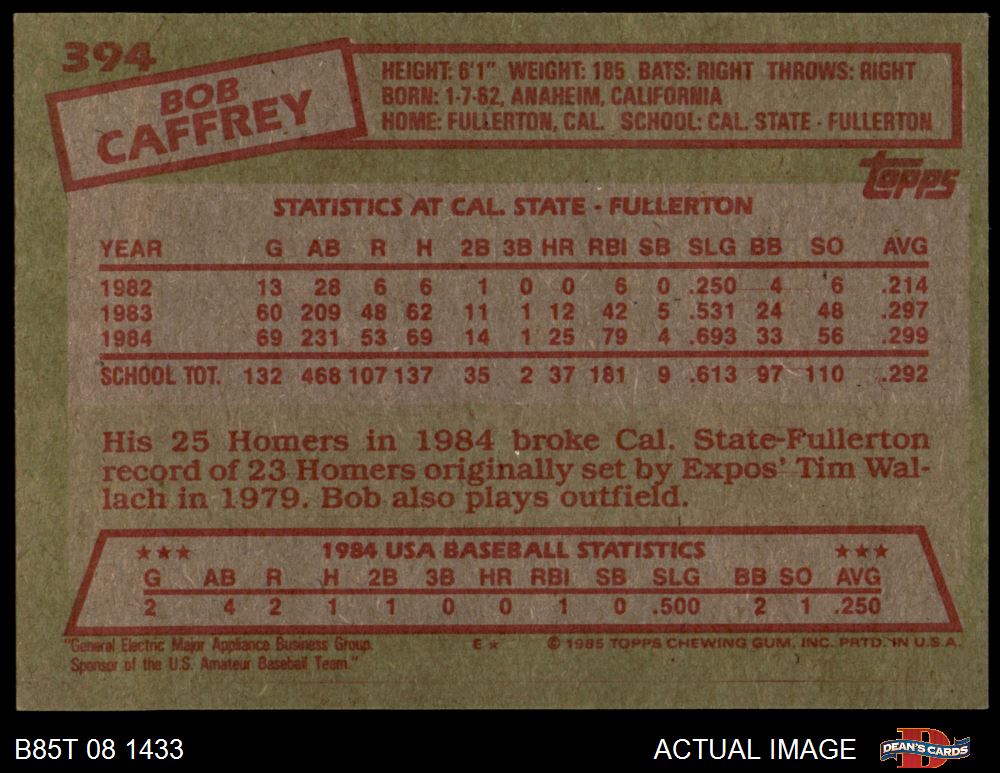 394
BOB
CAFFREY
HEIGHT: 6'1" WEIGHT: 185 BATS: RIGHT THROWS: RIGHT
BORN: 1-7-62, ANAHEIM, CALIFORNIA
HOME: FULLERTON, CAL. SCHOOL: CAL. STATE - FULLERTON
topps
STATISTICS AT CAL. STATE - FULLERTON
YEAR G AB R H 2B 3B HR RBI SB SLG BB SO AVG
1982 13 28 6 6 1 0 0 6 0 .250 4 6 .214
1983 60 209 48 62 11 1 12 42 5 .531 24 48 .297
1984 69 231 53 69 14 1 25 79 4 .693 33 56 .299
SCHOOL TOT. 132 468 107 137 35 2 37 181 9 .613 97 110 .292
His 25 Homers in 1984 broke Cal. State-Fullerton
record of 23 Homers originally set by Expos' Tim Wal-
lach in 1979. Bob also plays outfield.
★★★ 1984 USA BASEBALL STATISTICS ★★★
G AB R H 2B 3B HR RBI SB SLG BB SO AVG
2 4 2 1 1 0 0 1 0 .500 2 1 .250
"General Electric Major Appliance Business Group.
Sponsor of the U.S. Amateur Baseball Team."
E ★ © 1985 TOPPS CHEWING GUM, INC. PRTD. IN U.S.A.
B85T 08 1433
ACTUAL IMAGE
D
DEAN'S CARDS